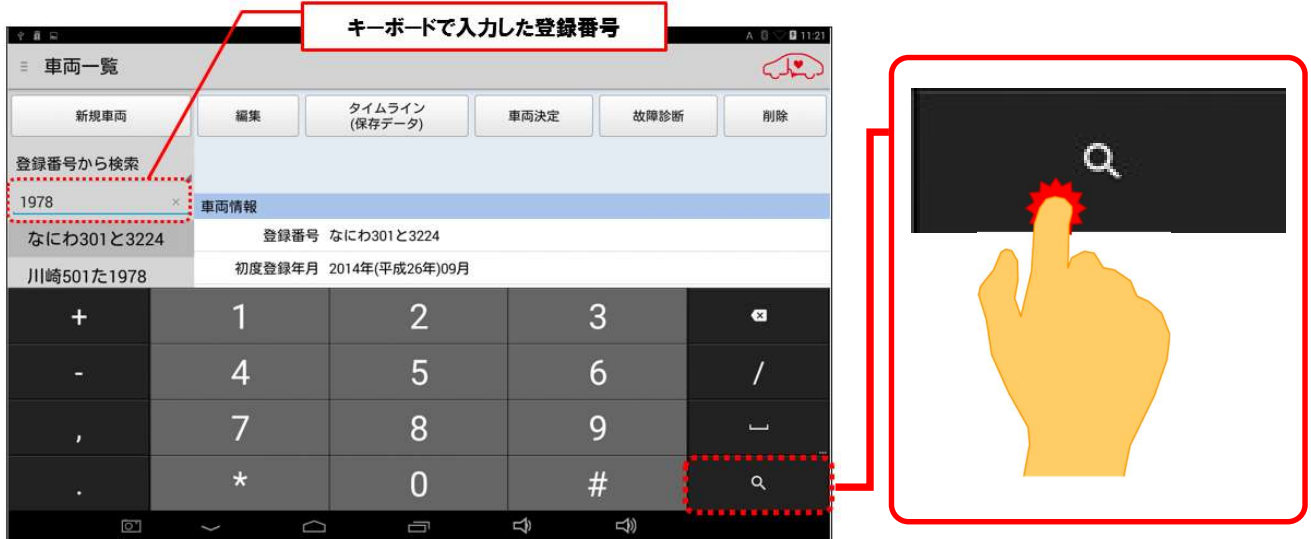 キーボードで入力した登録番号
A 11:21
車両一覧
新規車両
編集
タイムライン
(保存データ)
車両決定
故障診断
削除
登録番号から検索
1978 ×
なにわ301と3224
川崎501た1978
車両情報
登録番号 なにわ301と3224
初度登録年月 2014年(平成26年)09月
+ 1 2 3
- 4 5 6 /
, 7 8 9
. * 0 #